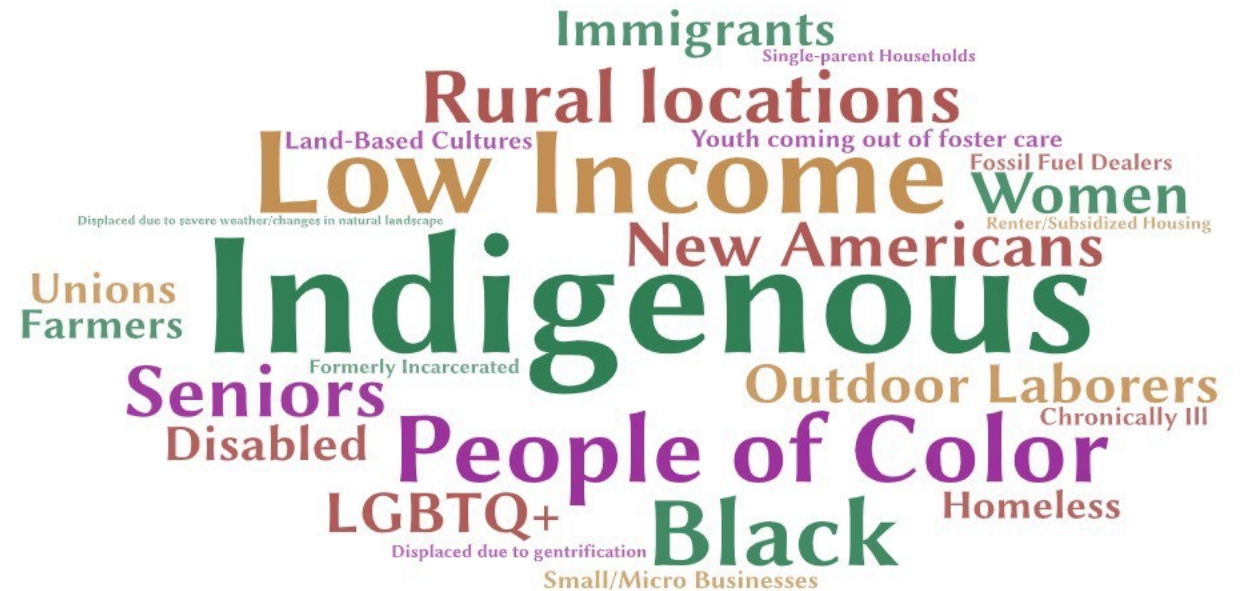 Immigrants
Single-parent Households
Rural locations
Land-Based Cultures
Youth coming out of foster care
Low Income
Fossil Fuel Dealers
Women
Displaced due to severe weather/changes in natural landscape
Renter/Subsidized Housing
New Americans
Indigenous
Unions
Farmers
Formerly Incarcerated
Seniors
Outdoor Laborers
Chronically Ill
Disabled
People of Color
LGBTQ+
Homeless
Black
Displaced due to gentrification
Small/Micro Businesses